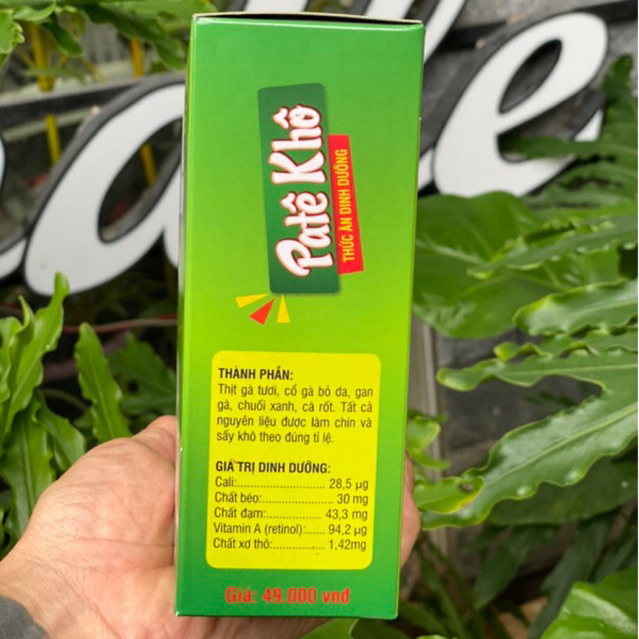 Patê Khô
THỨC ĂN DINH DƯỠNG
THÀNH PHẦN:
Thịt gà tươi, cổ gà bỏ da, gan
gà, chuối xanh, cà rốt. Tất cả
nguyên liệu được làm chín và
sấy khô theo đúng tỉ lệ.
GIÁ TRỊ DINH DƯỠNG:
Cali:........................... 28,5 µg
Chất béo:..................... 30 mg
Chất đạm:................. 43,3 mg
Vitamin A (retinol):...... 94,2 µg
Chất xơ thô:............... 1,42mg
Giá: 49.000 vnđ